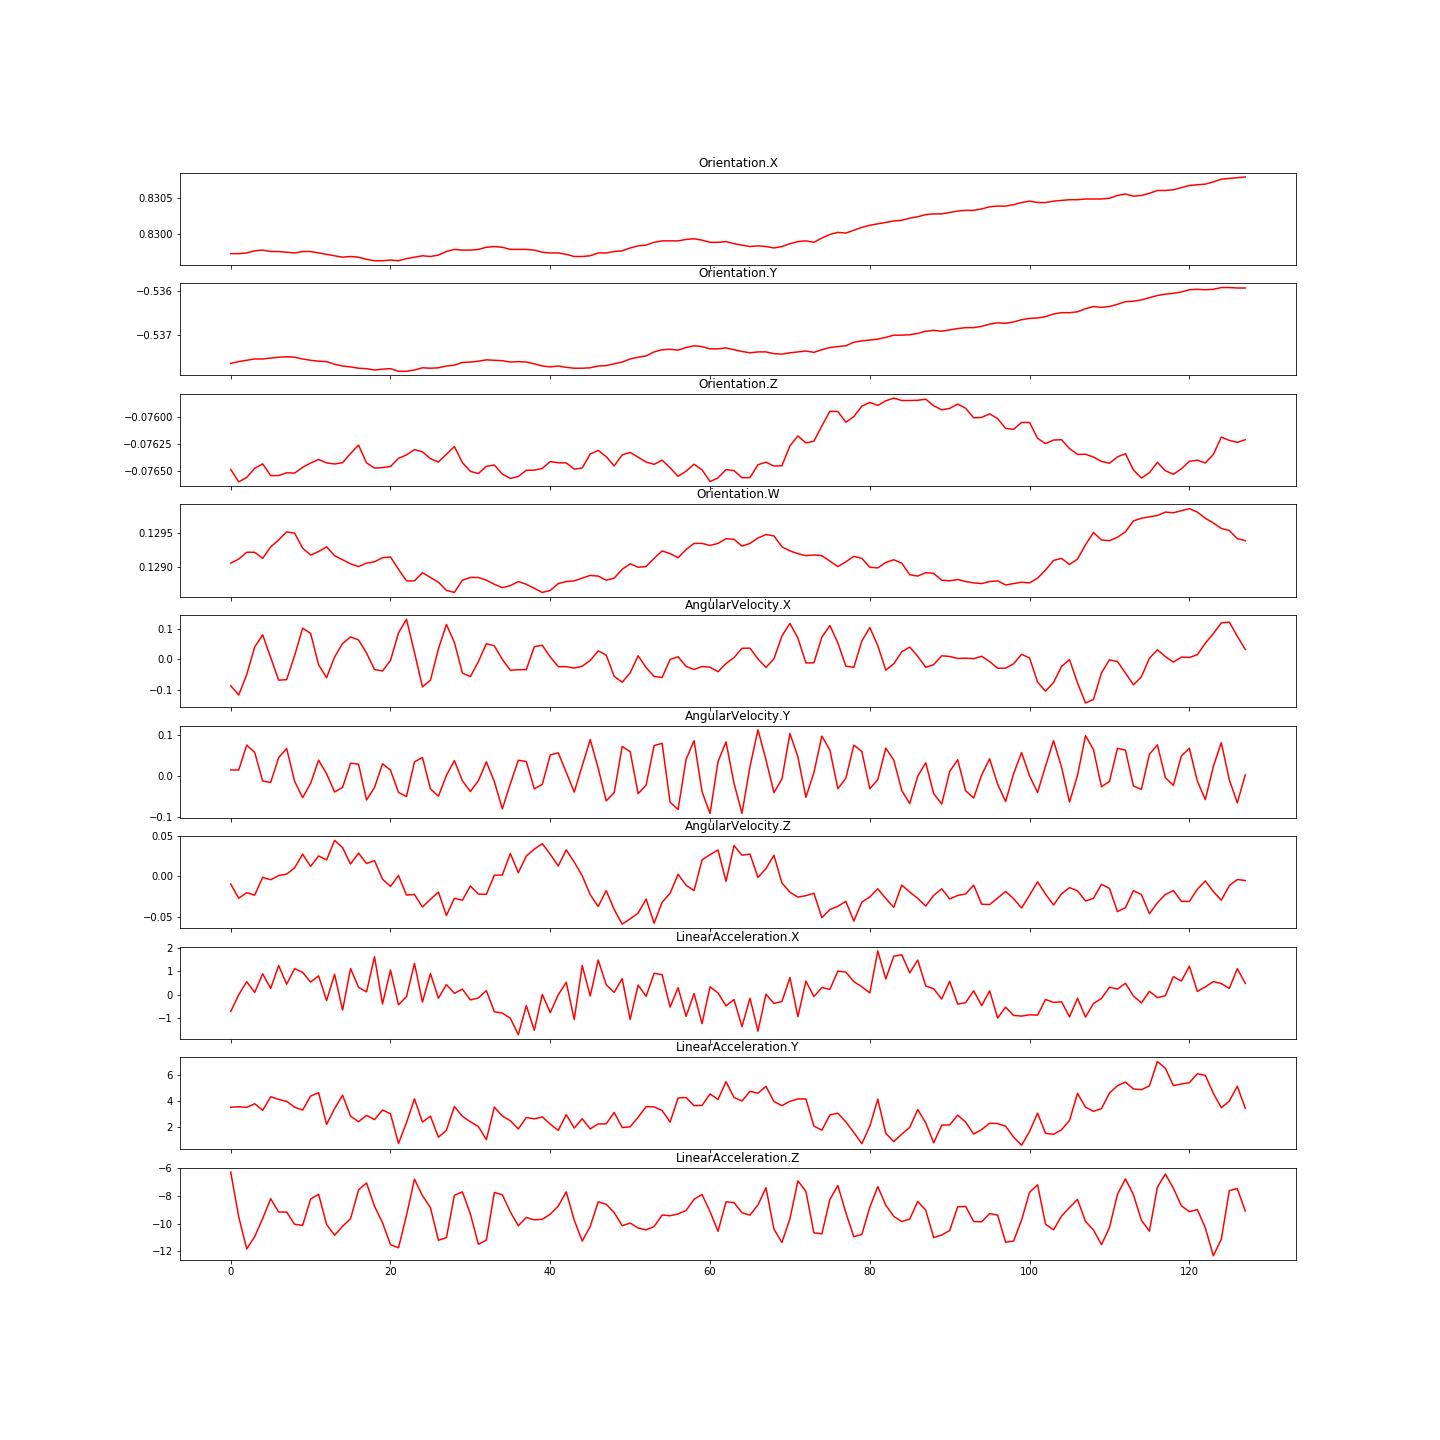 Orientation.X
0.8305
0.8300
Orientation.Y
−0.536
−0.537
Orientation.Z
−0.07600
−0.07625
−0.07650
Orientation.W
0.1295
0.1290
AngularVelocity.X
0.1
0.0
−0.1
AngularVelocity.Y
0.1
0.0
−0.1
AngularVelocity.Z
0.05
0.00
−0.05
LinearAcceleration.X
2
1
0
−1
LinearAcceleration.Y
6
4
2
LinearAcceleration.Z
−6
−8
−10
−12
0 20 40 60 80 100 120